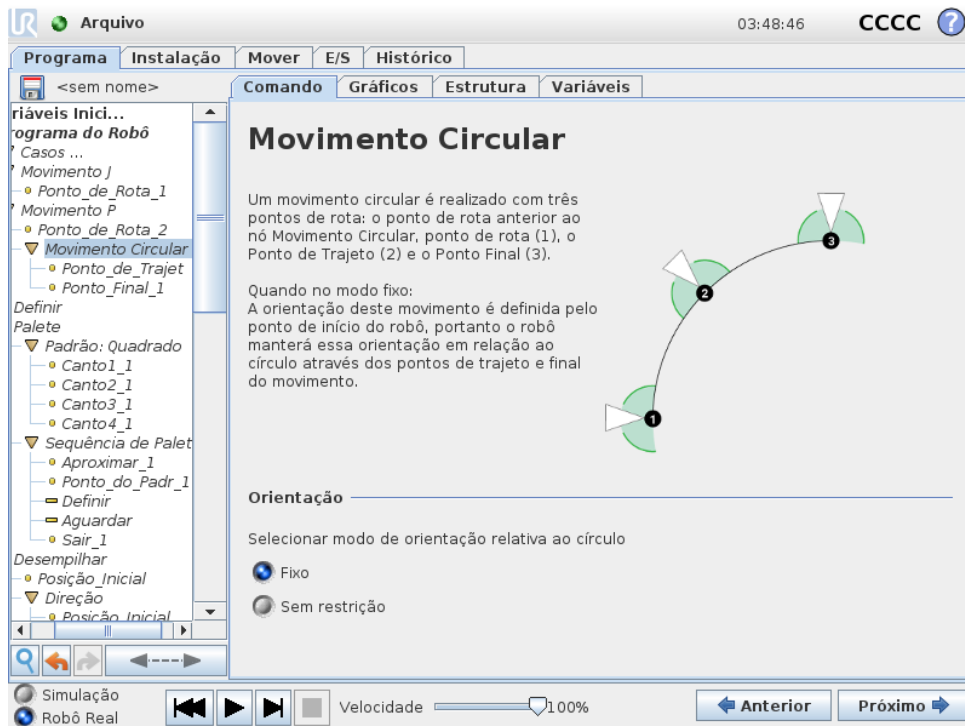 UR Arquivo 03:48:46 CCCC ?
Programa Instalação Mover E/S Histórico
<sem nome> Comando Gráficos Estrutura Variáveis
riáveis Inici...
rograma do Robô
Casos ...
Movimento J
Ponto_de_Rota_1
Movimento P
Ponto_de_Rota_2
Movimento Circular
Ponto_de_Trajet
Ponto_Final_1
Definir
Palete
Padrão: Quadrado
Canto1_1
Canto2_1
Canto3_1
Canto4_1
Sequência de Palet
Aproximar_1
Ponto_do_Padr_1
Definir
Aguardar
Sair_1
Desempilhar
Posição_Inicial
Direção
Posição_Inicial
Movimento Circular
Um movimento circular é realizado com três
pontos de rota: o ponto de rota anterior ao
nó Movimento Circular, ponto de rota (1), o
Ponto de Trajeto (2) e o Ponto Final (3).
Quando no modo fixo:
A orientação deste movimento é definida pelo
ponto de início do robô, portanto o robô
manterá essa orientação em relação ao
círculo através dos pontos de trajeto e final
do movimento.
3
2
1
Orientação
Selecionar modo de orientação relativa ao círculo
Fixo
Sem restrição
Simulação
Robô Real
Velocidade 100%
Anterior Próximo